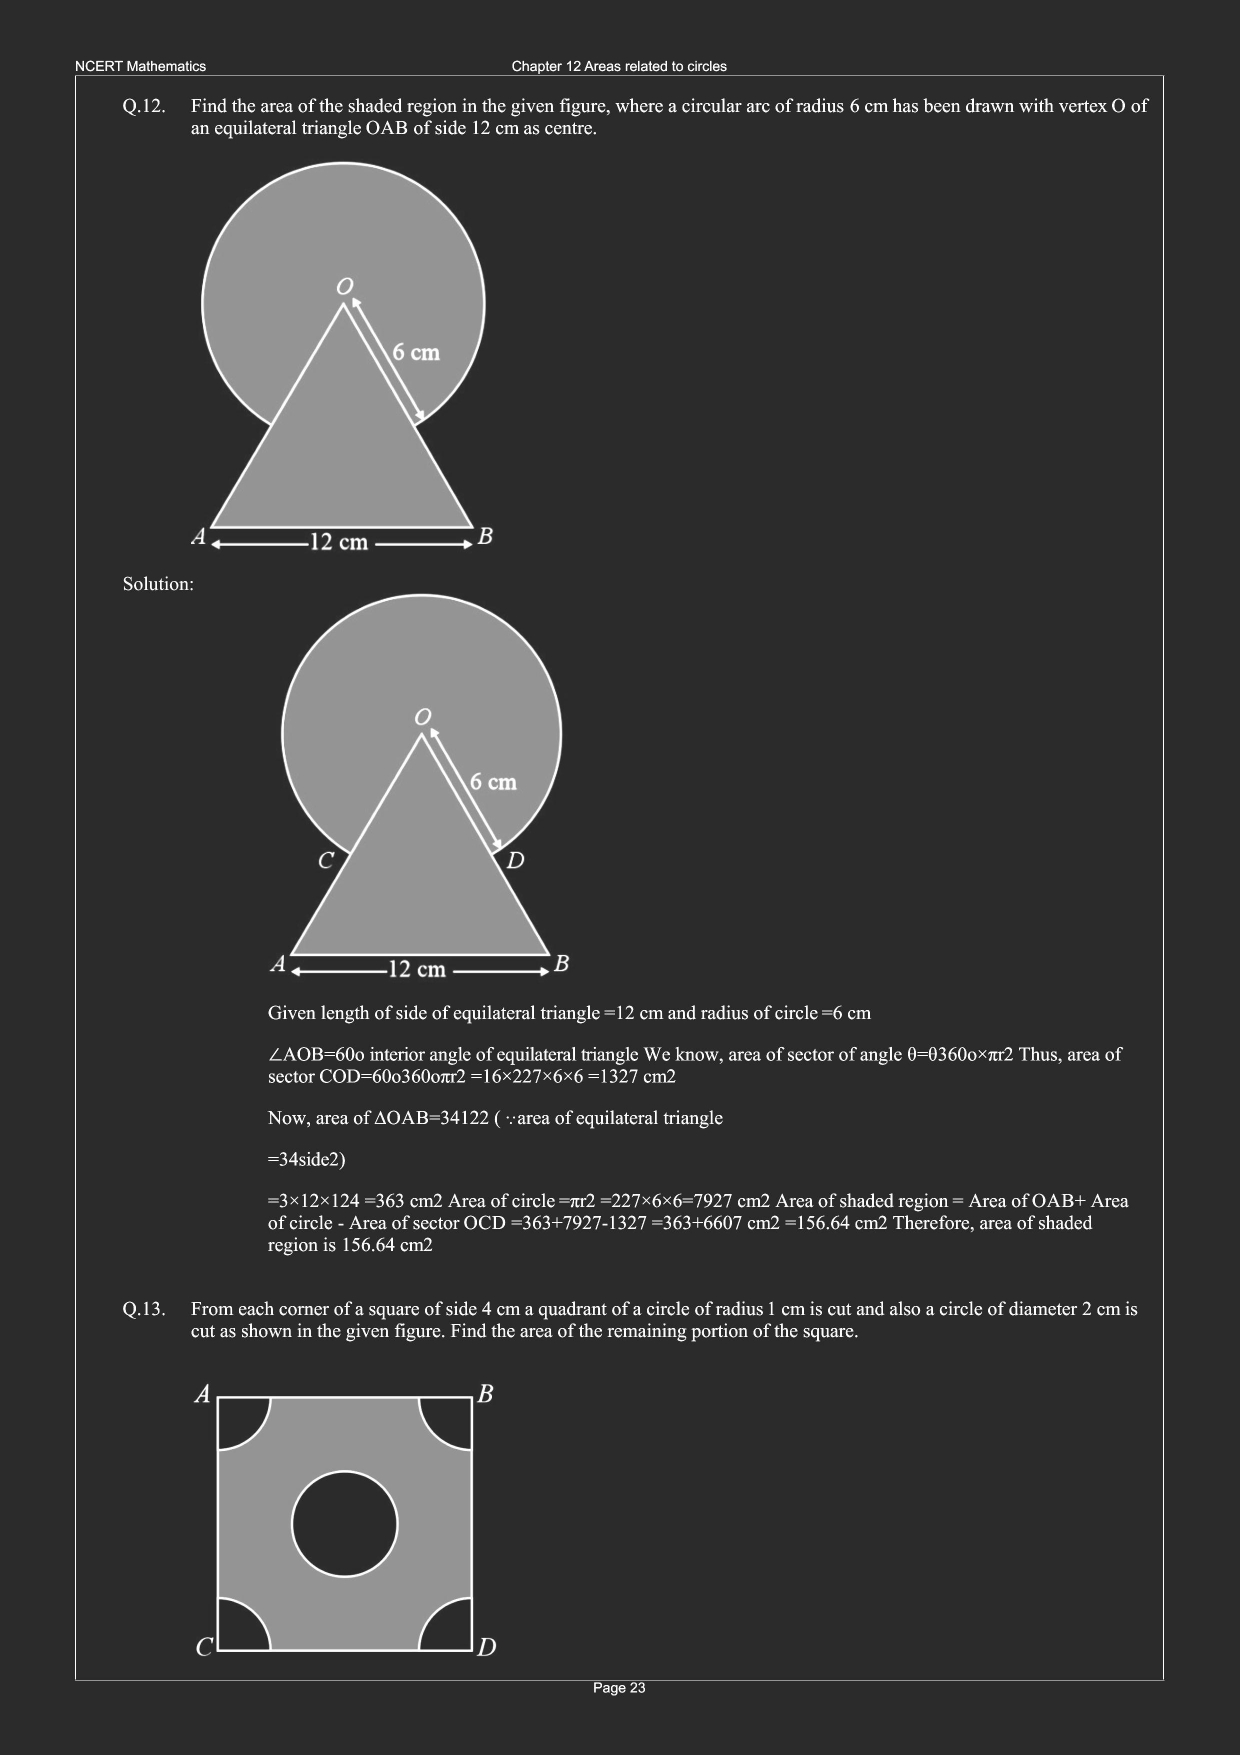 NCERT Mathematics
Chapter 12 Areas related to circles
Q.12. Find the area of the shaded region in the given figure, where a circular arc of radius 6 cm has been drawn with vertex O of
an equilateral triangle OAB of side 12 cm as centre.
O
6 cm
A
12 cm
B
Solution:
O
6 cm
C
D
A
12 cm
B
Given length of side of equilateral triangle =12 cm and radius of circle =6 cm
∠AOB=60o interior angle of equilateral triangle We know, area of sector of angle θ=θ360o×πr2 Thus, area of
sector COD=60o360oπr2 =16×227×6×6 =1327 cm2
Now, area of ΔOAB=34122 ( ∵area of equilateral triangle
=34side2)
=3×12×124 =363 cm2 Area of circle =πr2 =227×6×6=7927 cm2 Area of shaded region = Area of OAB+ Area
of circle - Area of sector OCD =363+7927-1327 =363+6607 cm2 =156.64 cm2 Therefore, area of shaded
region is 156.64 cm2
Q.13. From each corner of a square of side 4 cm a quadrant of a circle of radius 1 cm is cut and also a circle of diameter 2 cm is
cut as shown in the given figure. Find the area of the remaining portion of the square.
A
B
C
D
Page 23